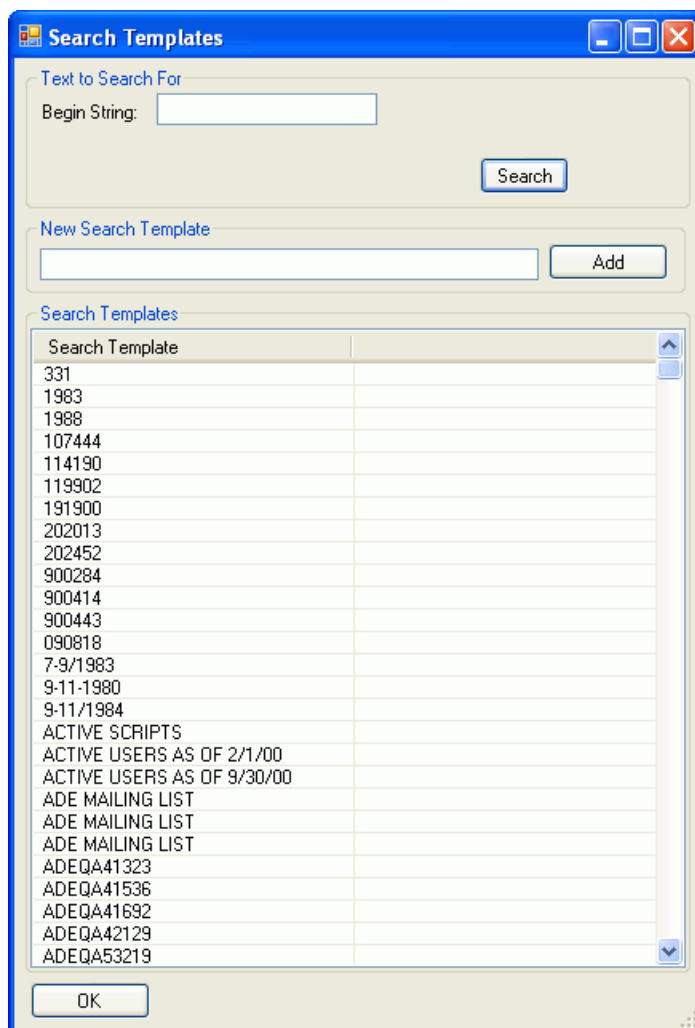 Search Templates
Text to Search For
Begin String:
Search
New Search Template
Add
Search Templates
Search Template
331
1983
1988
107444
114190
119902
191900
202013
202452
900284
900414
900443
090818
7-9/1983
9-11-1980
9-11/1984
ACTIVE SCRIPTS
ACTIVE USERS AS OF 2/1/00
ACTIVE USERS AS OF 9/30/00
ADE MAILING LIST
ADE MAILING LIST
ADE MAILING LIST
ADEQA41323
ADEQA41536
ADEQA41692
ADEQA42129
ADEQA53219
OK